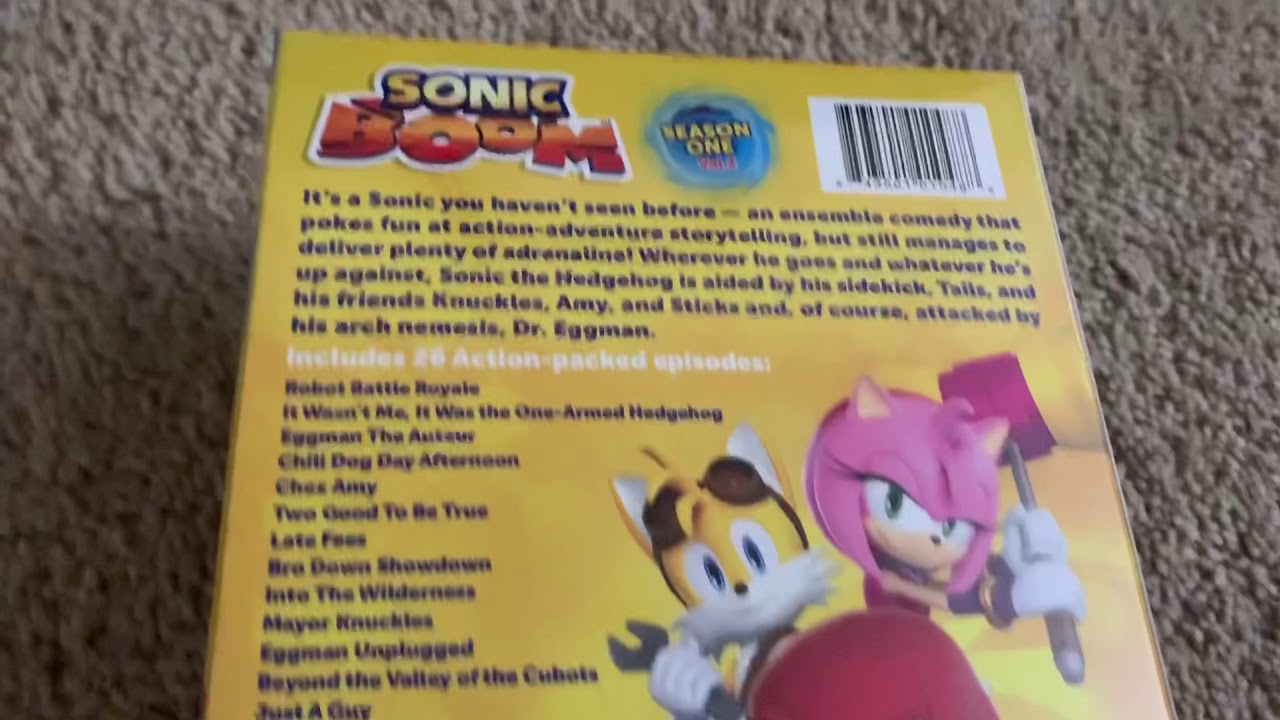 SONIC
BOOM
SEASON
ONE
Vol. 2
It's a Sonic you haven't seen before — an ensemble comedy that
pokes fun at action-adventure storytelling, but still manages to
deliver plenty of adrenaline! Wherever he goes and whatever he's
up against, Sonic the Hedgehog is aided by his sidekick, Tails, and
his friends Knuckles, Amy, and Sticks and, of course, attacked by
his arch nemesis, Dr. Eggman.
Includes 26 Action-packed episodes:
Robot Battle Royale
It Wasn't Me, It Was the One-Armed Hedgehog
Eggman The Auteur
Chili Dog Day Afternoon
Chez Amy
Two Good To Be True
Late Fees
Bro Down Showdown
Into The Wilderness
Mayor Knuckles
Eggman Unplugged
Beyond the Valley of the Cubots
Just A Guy